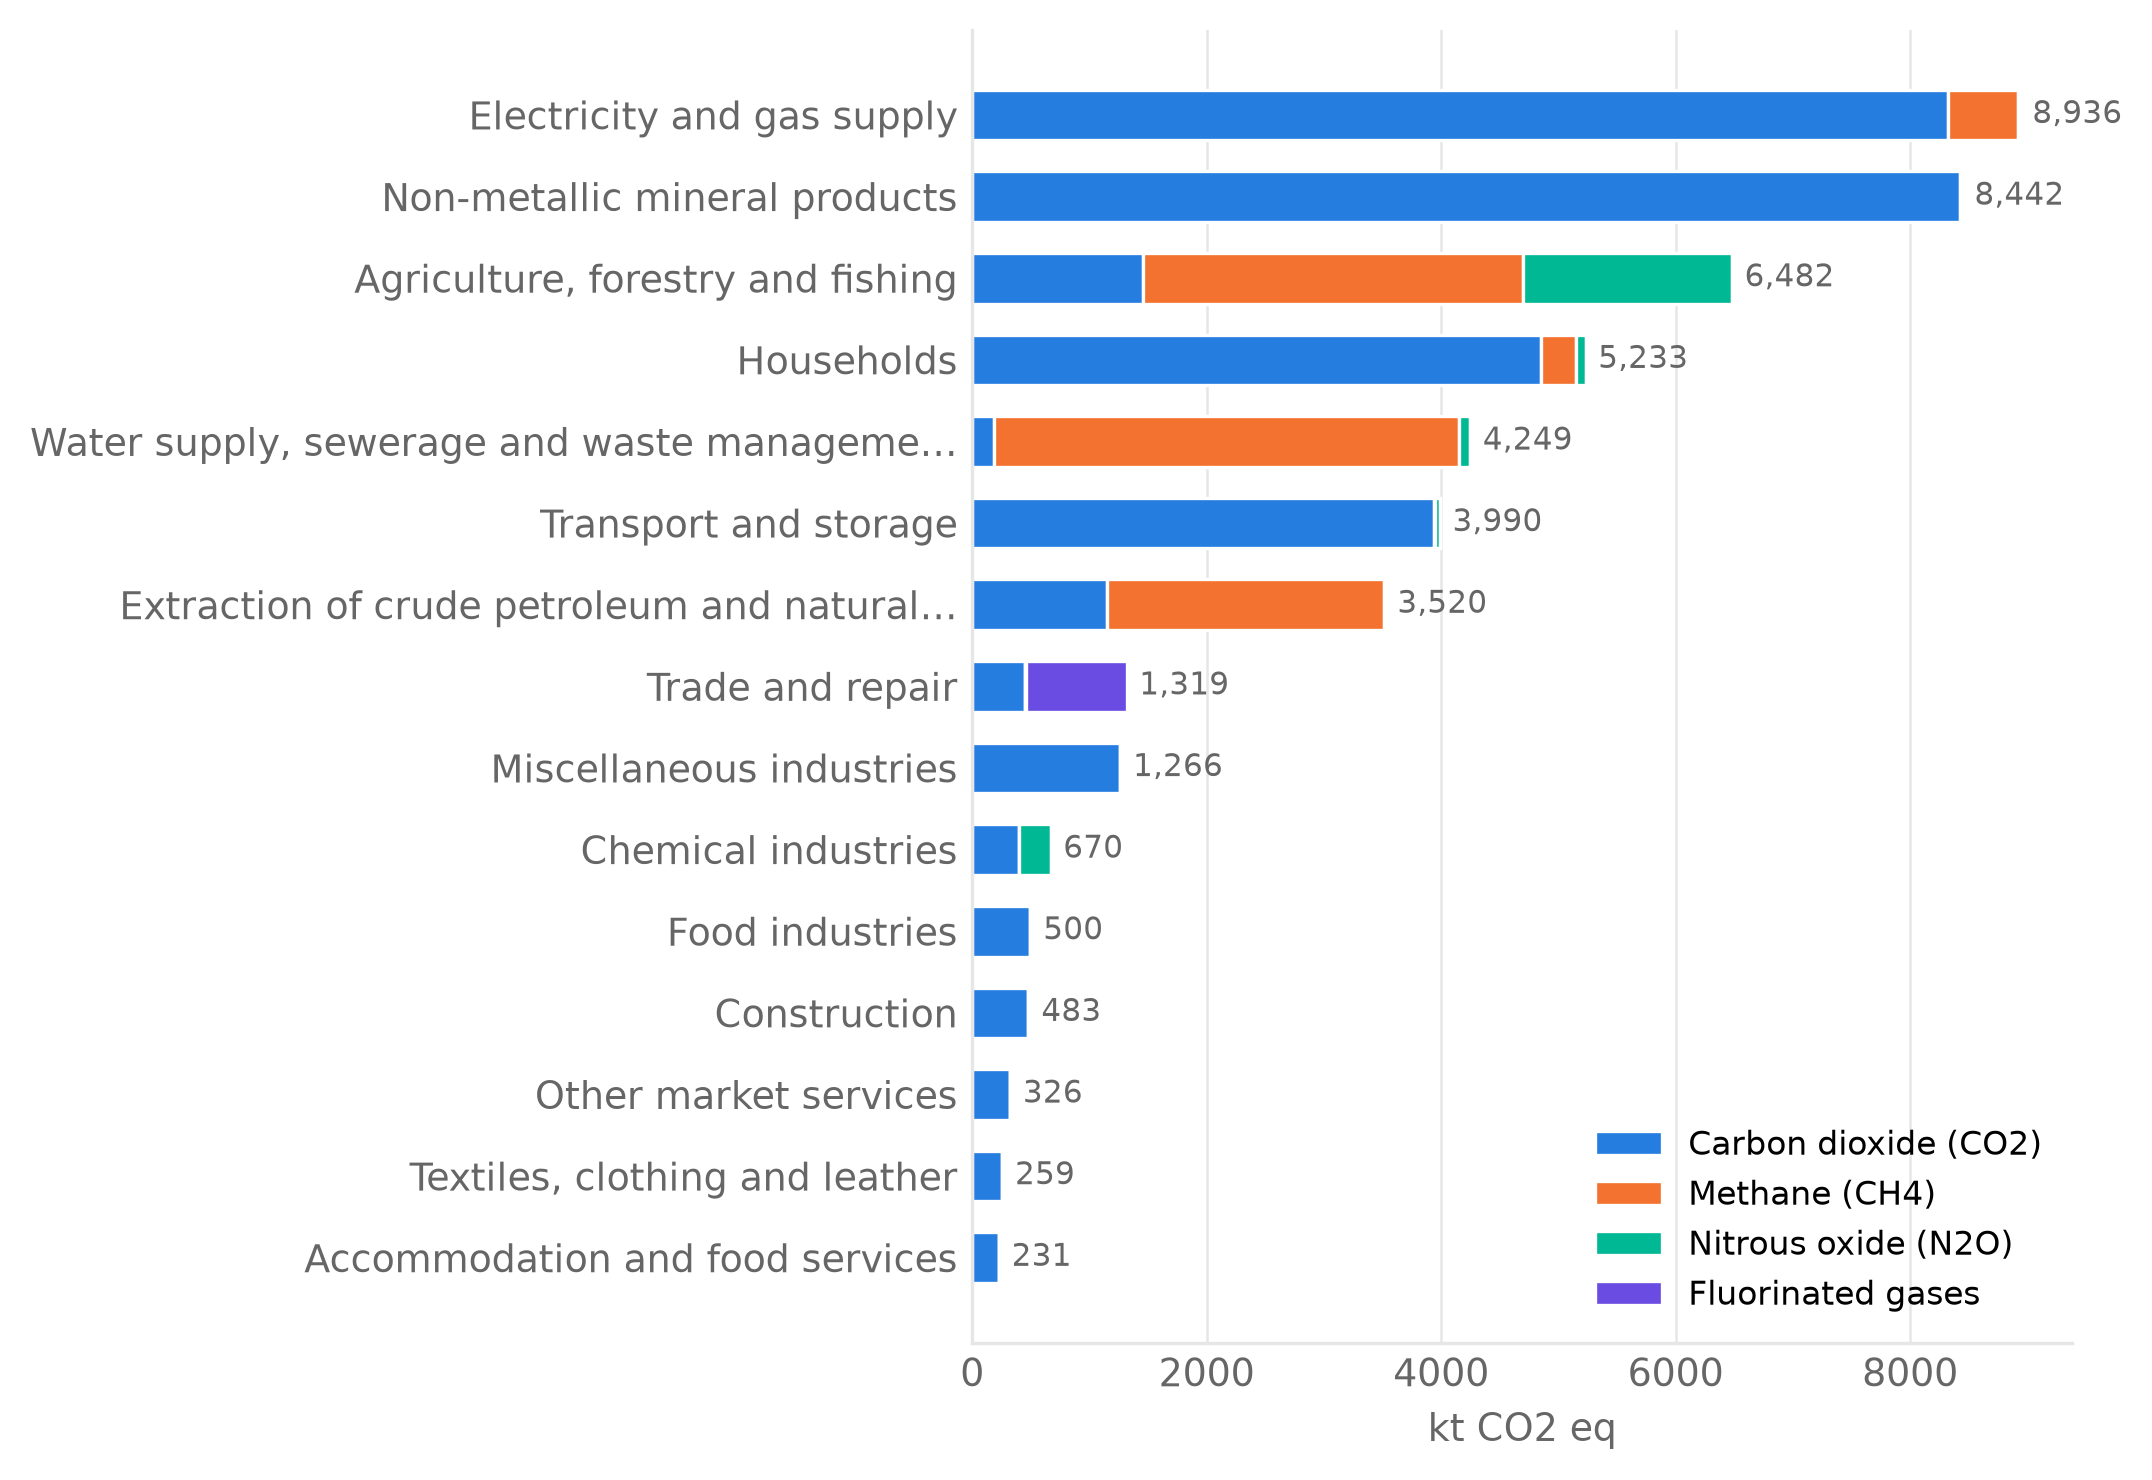 Electricity and gas supply 8,936
Non-metallic mineral products 8,442
Agriculture, forestry and fishing 6,482
Households 5,233
Water supply, sewerage and waste manageme... 4,249
Transport and storage 3,990
Extraction of crude petroleum and natural... 3,520
Trade and repair 1,319
Miscellaneous industries 1,266
Chemical industries 670
Food industries 500
Construction 483
Other market services 326
Textiles, clothing and leather 259
Accommodation and food services 231
Carbon dioxide (CO2)
Methane (CH4)
Nitrous oxide (N2O)
Fluorinated gases
0 2000 4000 6000 8000
kt CO2 eq